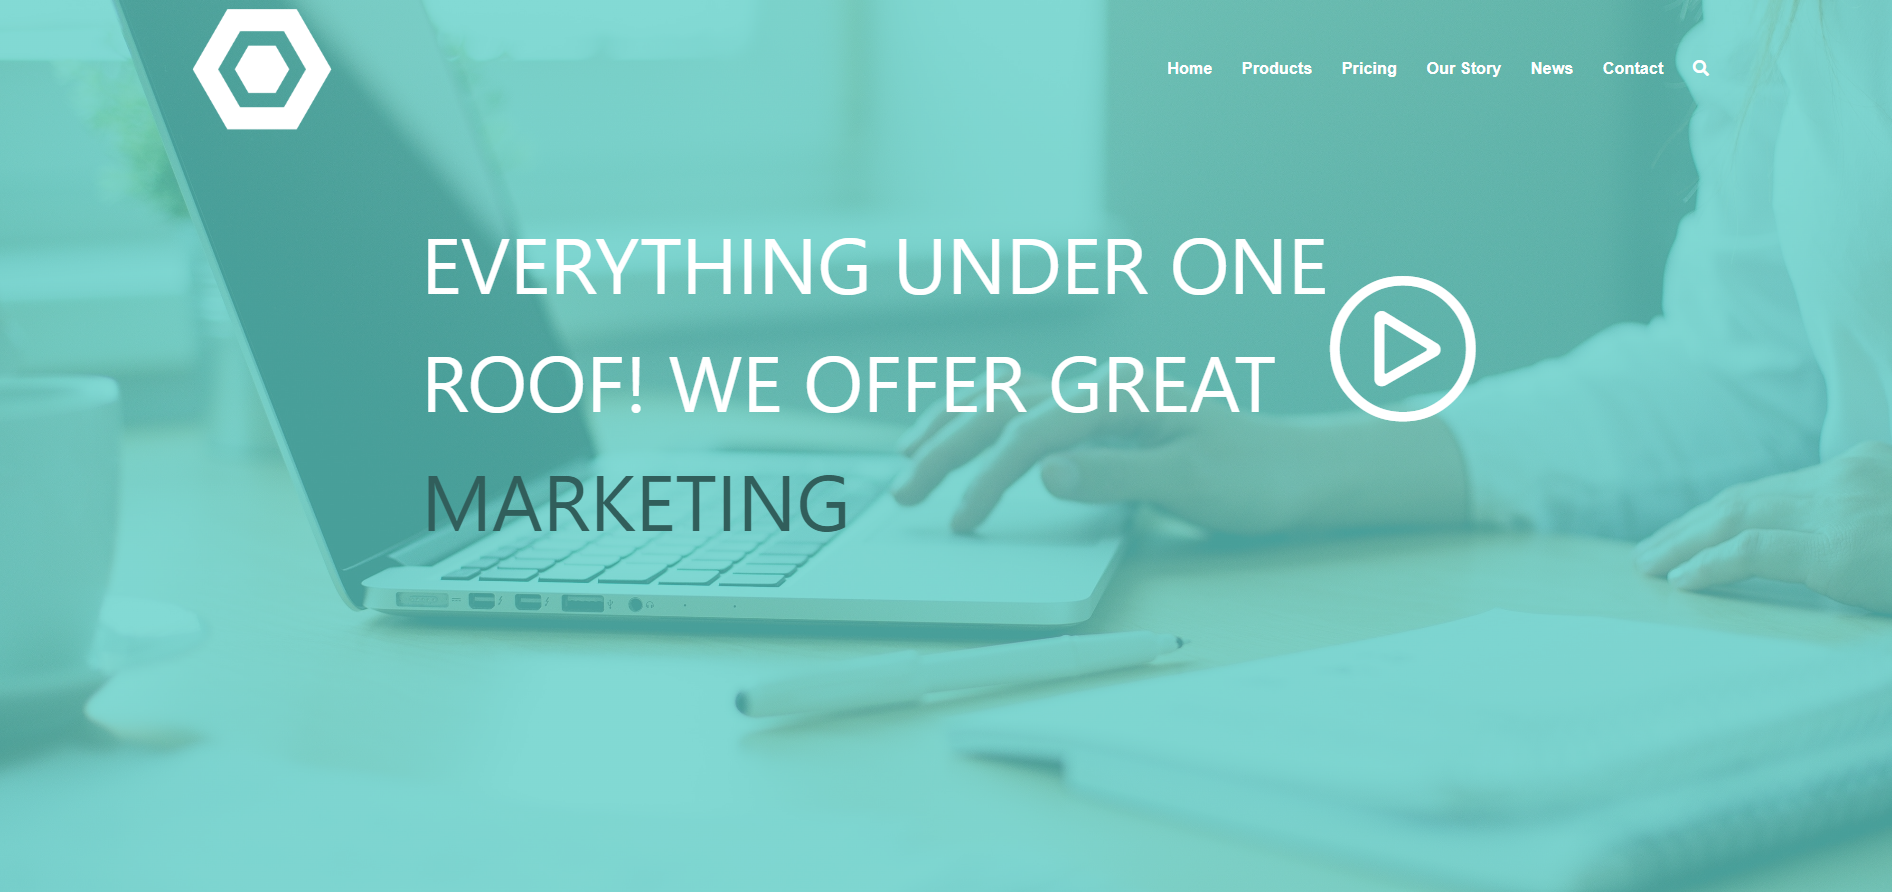 Home Products Pricing Our Story News Contact
EVERYTHING UNDER ONE
ROOF! WE OFFER GREAT
MARKETING